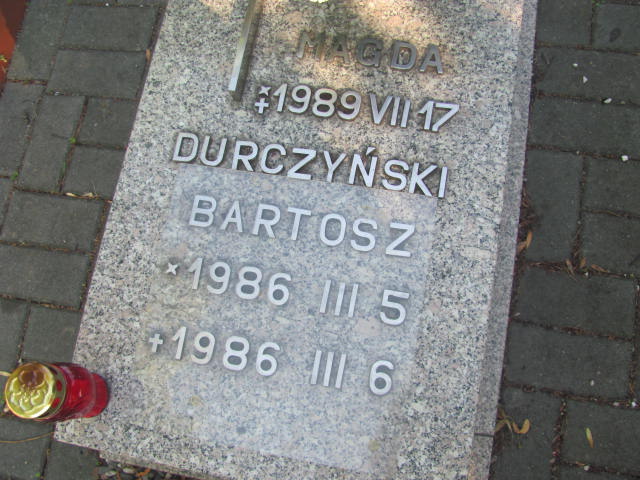 MAGDA
*+1989 VII 17
DURCZYŃSKI
BARTOSZ
*1986 III 5
+1986 III 6